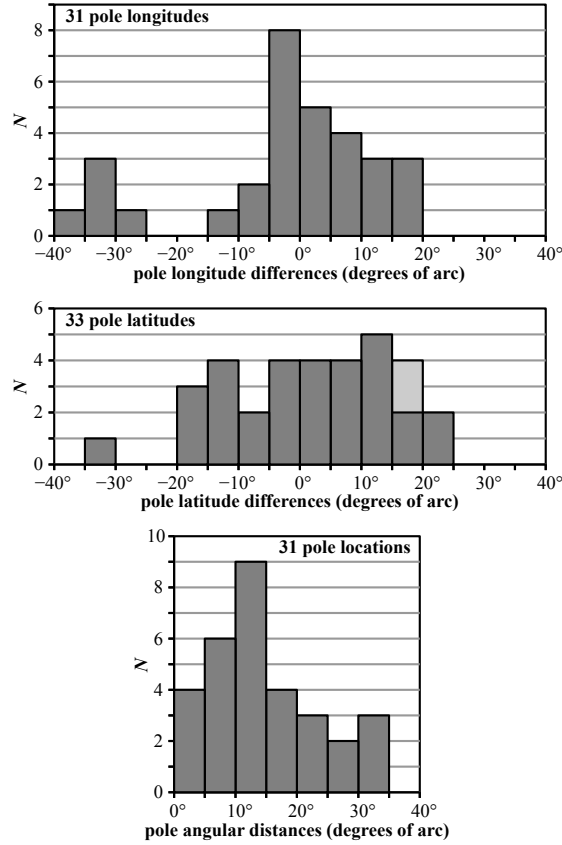 31 pole longitudes
8
6
4
2
0
N
−40° −30° −20° −10° 0° 10° 20° 30° 40°
pole longitude differences (degrees of arc)
33 pole latitudes
6
4
2
0
N
−40° −30° −20° −10° 0° 10° 20° 30° 40°
pole latitude differences (degrees of arc)
31 pole locations
10
8
6
4
2
0
N
0° 10° 20° 30° 40°
pole angular distances (degrees of arc)